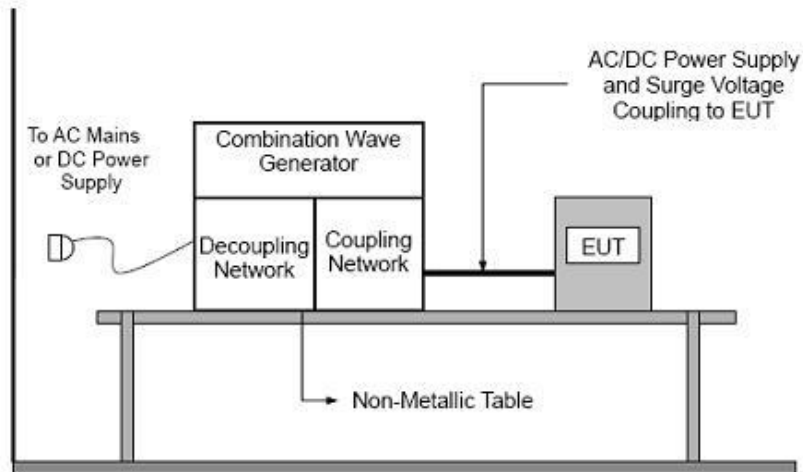 AC/DC Power Supply
and Surge Voltage
Coupling to EUT
To AC Mains
or DC Power
Supply
Combination Wave
Generator
Decoupling
Network
Coupling
Network
EUT
Non-Metallic Table